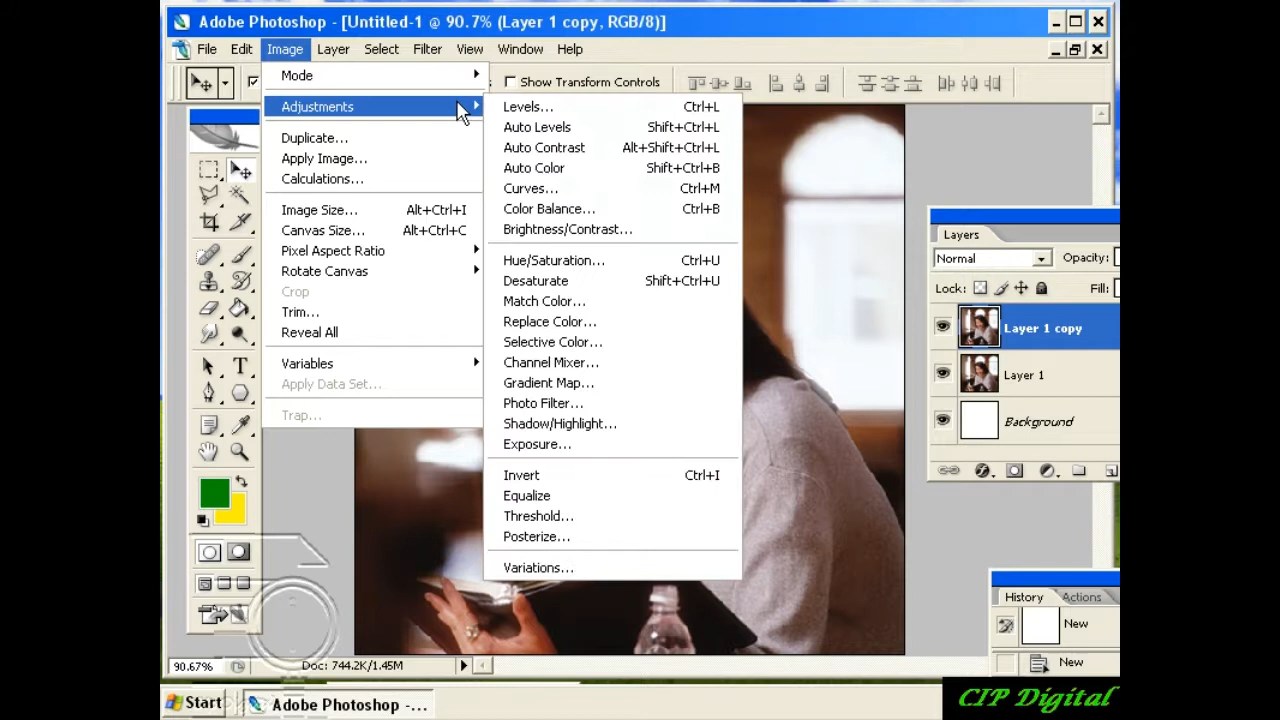 Adobe Photoshop - [Untitled-1 @ 90.7% (Layer 1 copy, RGB/8)]
File Edit Image Layer Select Filter View Window Help
Show Transform Controls
Mode
Adjustments
Duplicate...
Apply Image...
Calculations...
Image Size... Alt+Ctrl+I
Canvas Size... Alt+Ctrl+C
Pixel Aspect Ratio
Rotate Canvas
Crop
Trim...
Reveal All
Variables
Apply Data Set...
Trap...
Levels... Ctrl+L
Auto Levels Shift+Ctrl+L
Auto Contrast Alt+Shift+Ctrl+L
Auto Color Shift+Ctrl+B
Curves... Ctrl+M
Color Balance... Ctrl+B
Brightness/Contrast...
Hue/Saturation... Ctrl+U
Desaturate Shift+Ctrl+U
Match Color...
Replace Color...
Selective Color...
Channel Mixer...
Gradient Map...
Photo Filter...
Shadow/Highlight...
Exposure...
Invert Ctrl+I
Equalize
Threshold...
Posterize...
Variations...
Layers
Normal Opacity:
Lock: Fill:
Layer 1 copy
Layer 1
Background
History Actions
New
New
90.67% Doc: 744.2K/1.45M
Start Adobe Photoshop -...
CIP Digital